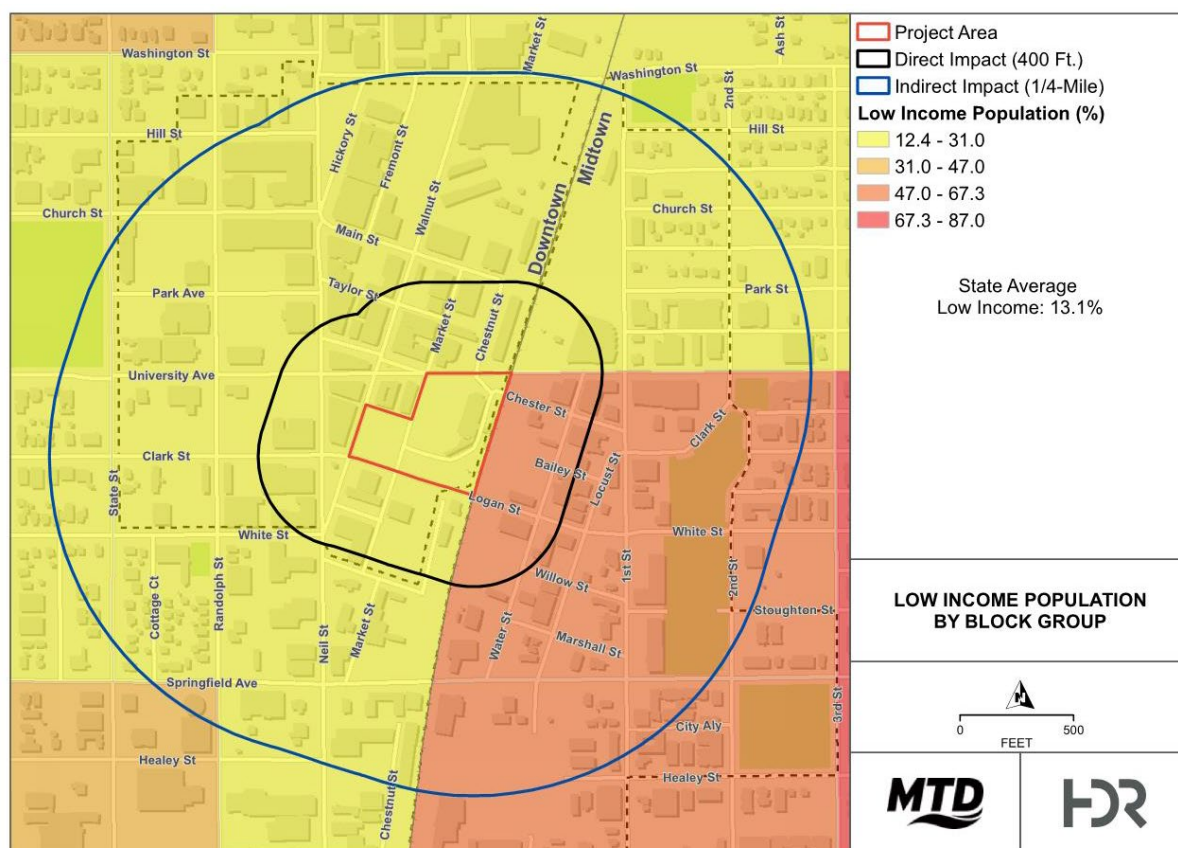 Market St
Ash St
Washington St
Washington St
2nd St
Hill St
Hickory St
Fremont St
Hill St
Midtown
Walnut St
Church St
Church St
Downtown
Main St
Park Ave
Taylor St
Park St
Market St
Chestnut St
University Ave
Chester St
Clark St
Clark St
Bailey St
Locust St
State St
Logan St
White St
White St
Cottage Ct
Randolph St
Willow St
1st St
2nd St
Stoughton St
Neil St
Market St
Water St
Marshall St
Springfield Ave
3rd St
City Aly
Healey St
Healey St
Chestnut St
Project Area
Direct Impact (400 Ft.)
Indirect Impact (1/4-Mile)
Low Income Population (%)
12.4 - 31.0
31.0 - 47.0
47.0 - 67.3
67.3 - 87.0
State Average
Low Income: 13.1%
LOW INCOME POPULATION
BY BLOCK GROUP
N
0 500
FEET
MTD
HDR